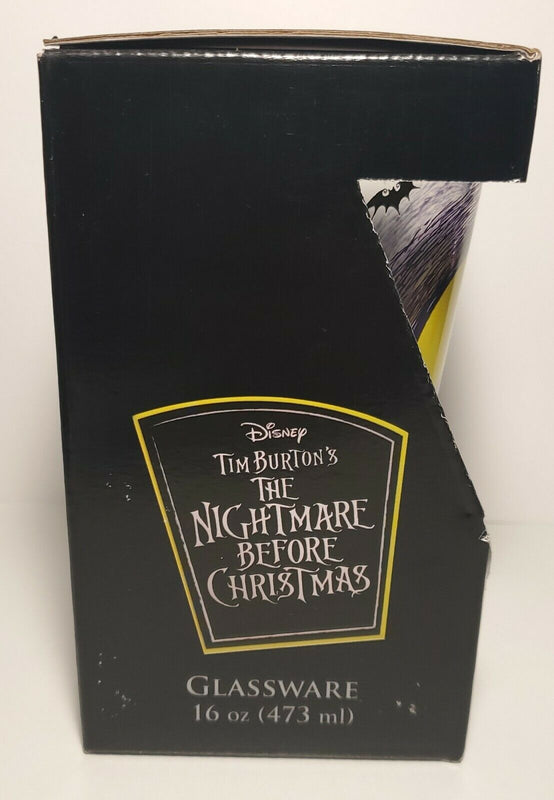 Disney
Tim Burton's
The
Nightmare
Before
Christmas
Glassware
16 oz (473 ml)